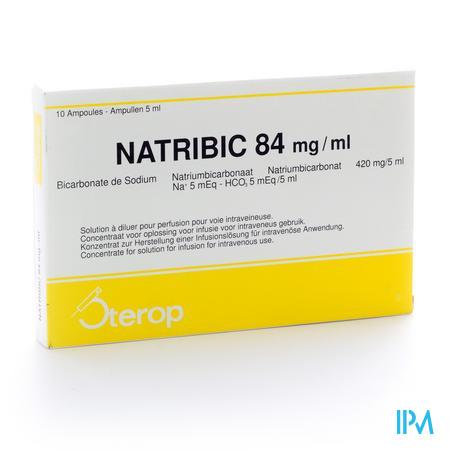 10 Ampoules - Ampullen 5 ml
NATRIBIC 84 mg/ml
Bicarbonate de Sodium Natriumbicarbonaat Natriumbicarbonat 420 mg/5 ml
Na⁺ 5 mEq - HCO₃ 5 mEq/5 ml
Solution à diluer pour perfusion pour voie intraveineuse.
Concentraat voor oplossing voor infusie voor intraveneus gebruik.
Konzentrat zur Herstellung einer Infusionslösung für intravenöse Anwendung.
Concentrate for solution for infusion for intravenous use.
Sterop
NATRIBIC 84 mg/ml
IPM